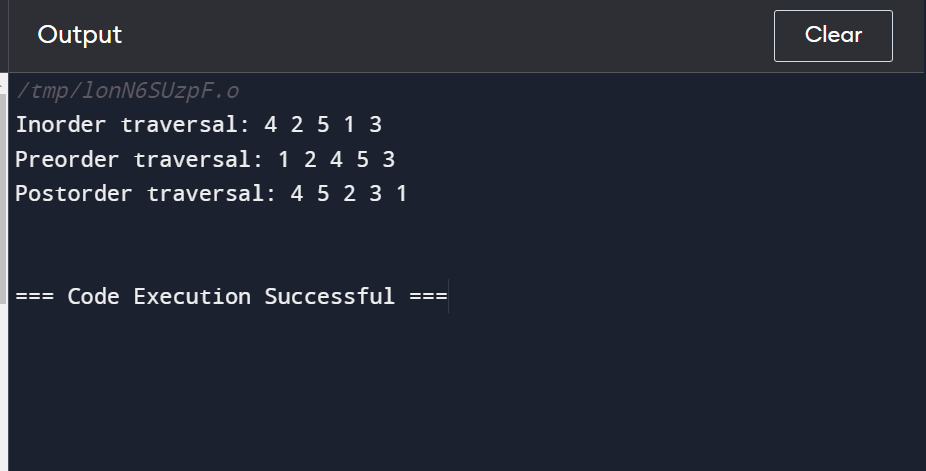 Output
Clear
/tmp/lonN6SUzpF.o
Inorder traversal: 4 2 5 1 3
Preorder traversal: 1 2 4 5 3
Postorder traversal: 4 5 2 3 1
=== Code Execution Successful ===